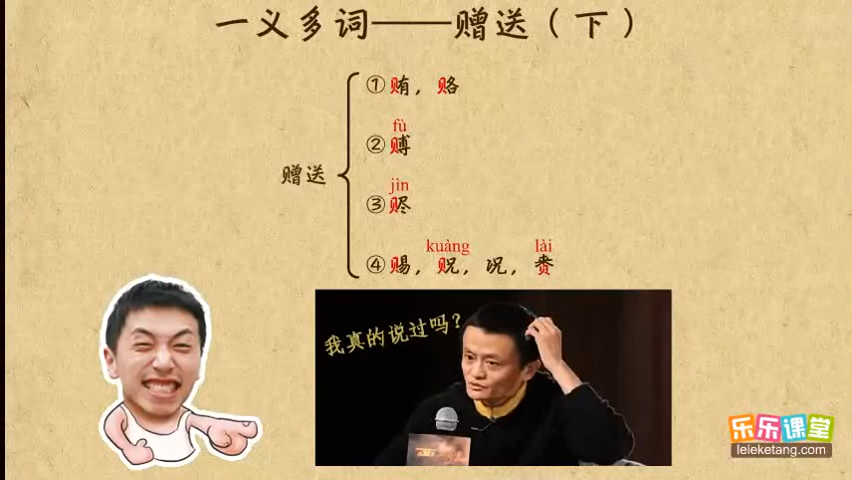 一义多词——赠送（下）
①贿，赂
fù
②赙
赠送
jìn
③赆
kuàng lài
④赐，贶，况，赉
我真的说过吗？
乐乐课堂
leleketang.com